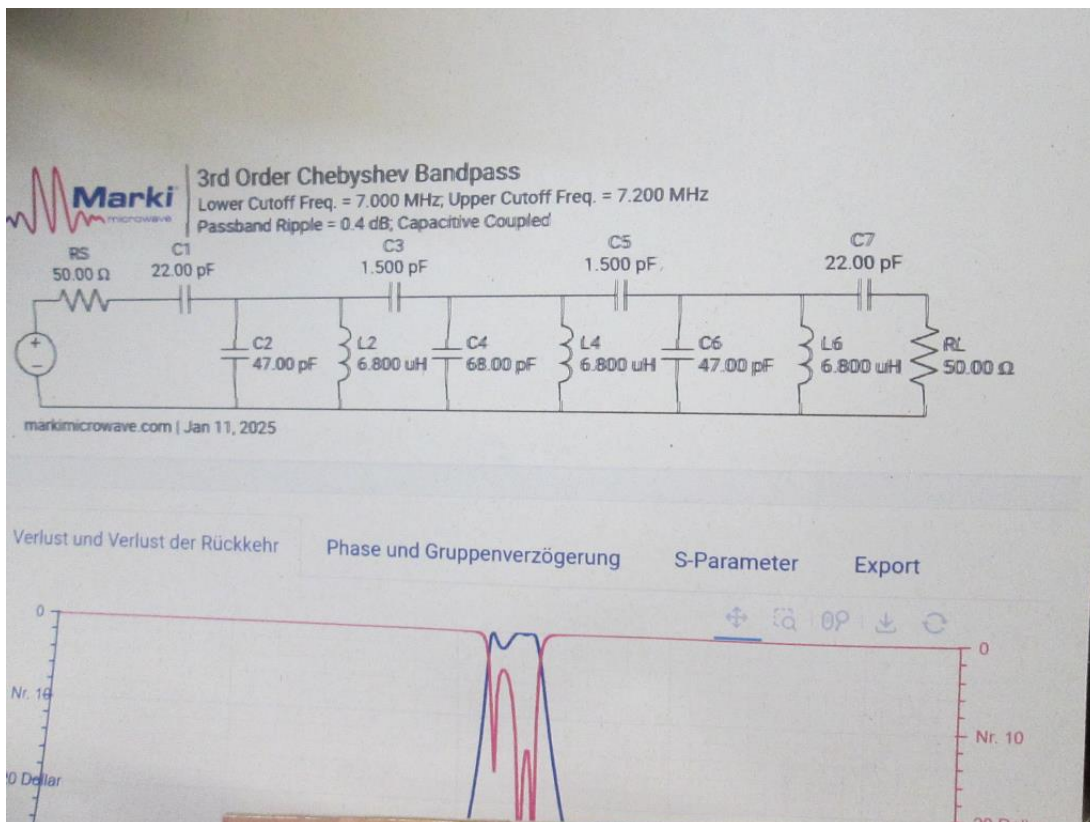 3rd Order Chebyshev Bandpass
Marki
microwave
Lower Cutoff Freq. = 7.000 MHz; Upper Cutoff Freq. = 7.200 MHz
Passband Ripple = 0.4 dB; Capacitive Coupled
RS
50.00 Ω
C1
22.00 pF
C3
1.500 pF
C5
1.500 pF
C7
22.00 pF
+
−
C2
47.00 pF
L2
6.800 uH
C4
68.00 pF
L4
6.800 uH
C6
47.00 pF
L6
6.800 uH
RL
50.00 Ω
markimicrowave.com | Jan 11, 2025
Verlust und Verlust der Rückkehr
Phase und Gruppenverzögerung
S-Parameter
Export
0
0
Nr. 10
Nr. 10
0 Dollar